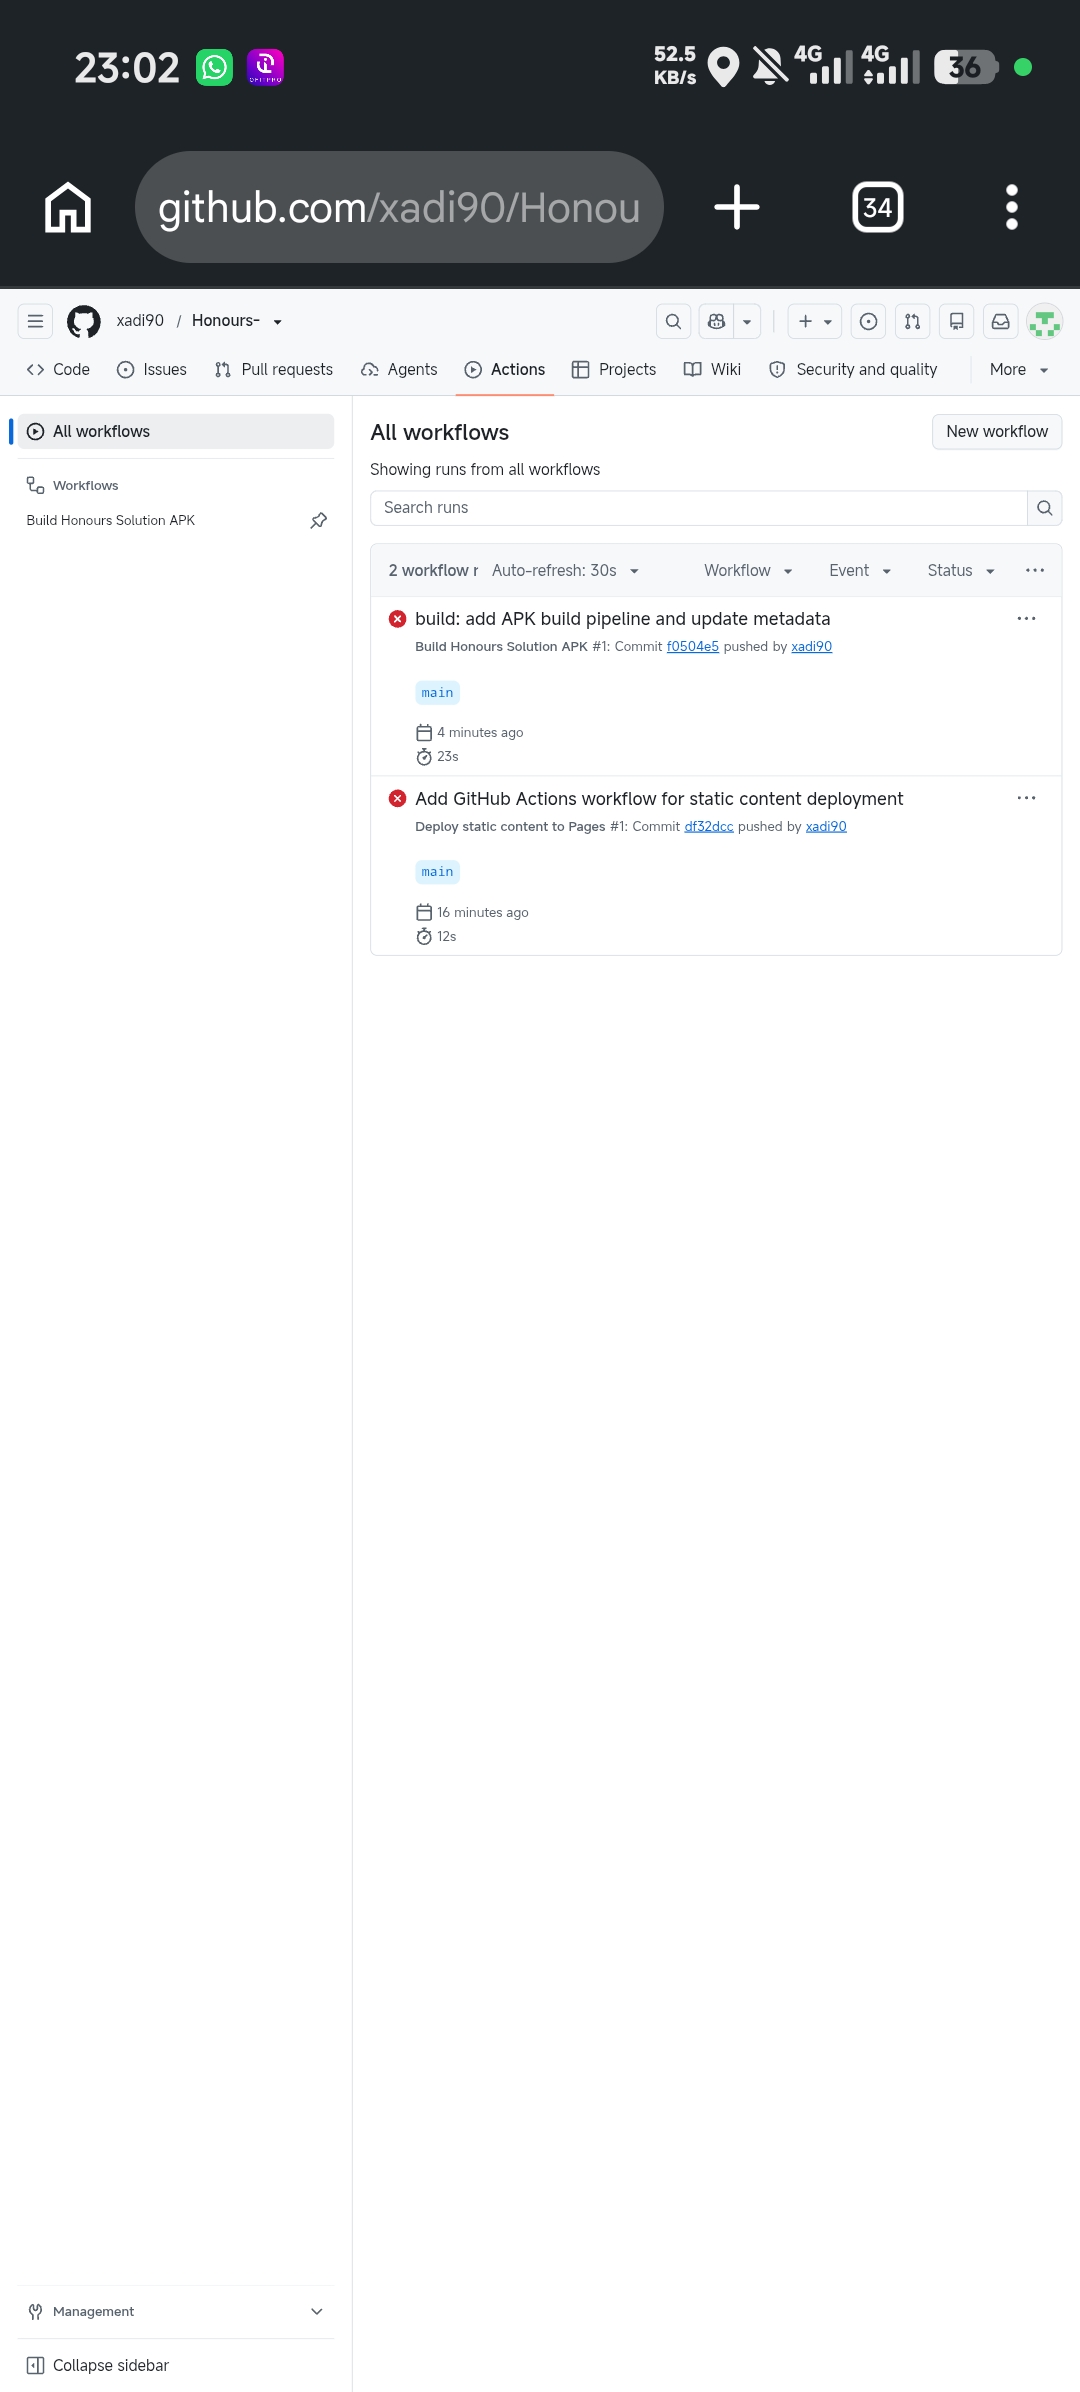 23:02
52.5
KB/s
4G
4G
36
github.com/xadi90/Honou
34
xadi90 / Honours-
Code
Issues
Pull requests
Agents
Actions
Projects
Wiki
Security and quality
More
All workflows
Workflows
Build Honours Solution APK
All workflows
New workflow
Showing runs from all workflows
Search runs
2 workflow r
Auto-refresh: 30s
Workflow
Event
Status
build: add APK build pipeline and update metadata
Build Honours Solution APK #1: Commit f0504e5 pushed by xadi90
main
4 minutes ago
23s
Add GitHub Actions workflow for static content deployment
Deploy static content to Pages #1: Commit df32dcc pushed by xadi90
main
16 minutes ago
12s
Management
Collapse sidebar